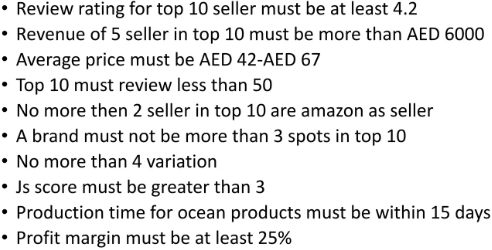 • Review rating for top 10 seller must be at least 4.2
• Revenue of 5 seller in top 10 must be more than AED 6000
• Average price must be AED 42-AED 67
• Top 10 must review less than 50
• No more then 2 seller in top 10 are amazon as seller
• A brand must not be more than 3 spots in top 10
• No more than 4 variation
• Js score must be greater than 3
• Production time for ocean products must be within 15 days
• Profit margin must be at least 25%